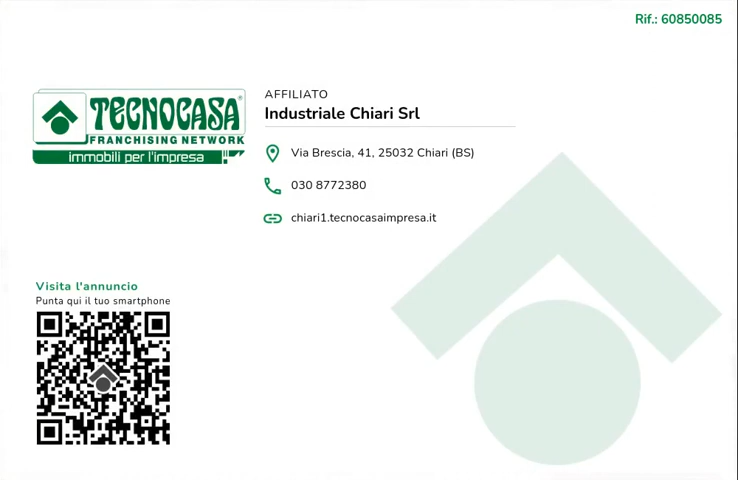 Rif.: 60850085
TECNOCASA
FRANCHISING NETWORK
immobili per l'impresa
AFFILIATO
Industriale Chiari Srl
Via Brescia, 41, 25032 Chiari (BS)
030 8772380
chiari1.tecnocasaimpresa.it
Visita l'annuncio
Punta qui il tuo smartphone